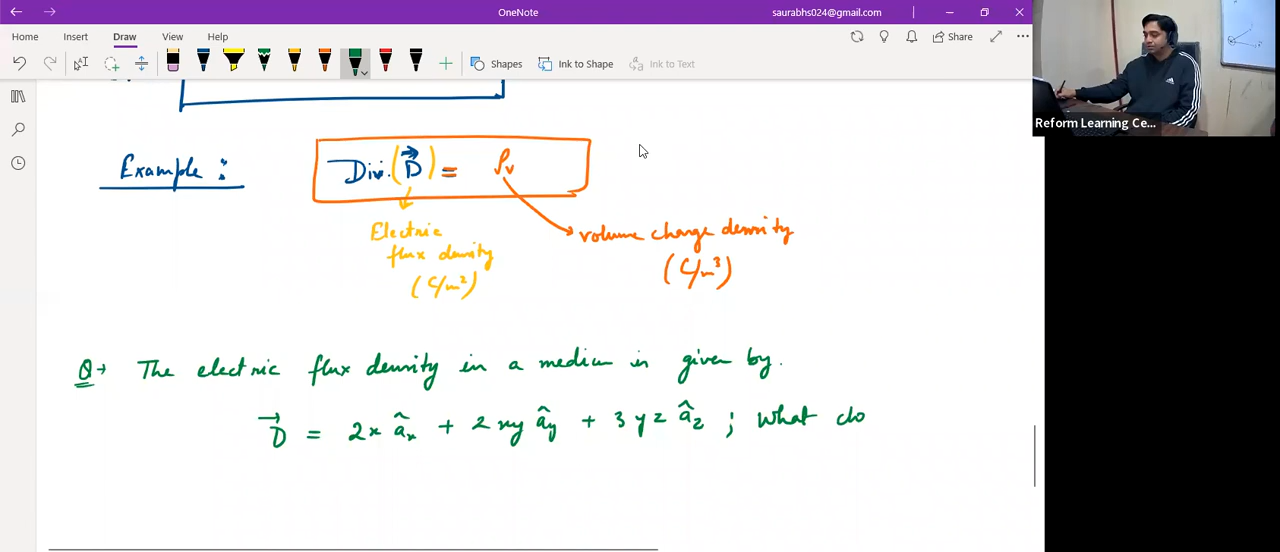 OneNote
saurabhs024@gmail.com
Home Insert Draw View Help
Share
Shapes Ink to Shape Ink to Text
Reform Learning Ce...
Example :
Div. (D⃗) = ρv
Electric
flux density
(C/m²)
volume charge density
(C/m³)
Q→ The electric flux density in a medium is given by.
D⃗ = 2x âx + 2xy ây + 3yz âz ; What do